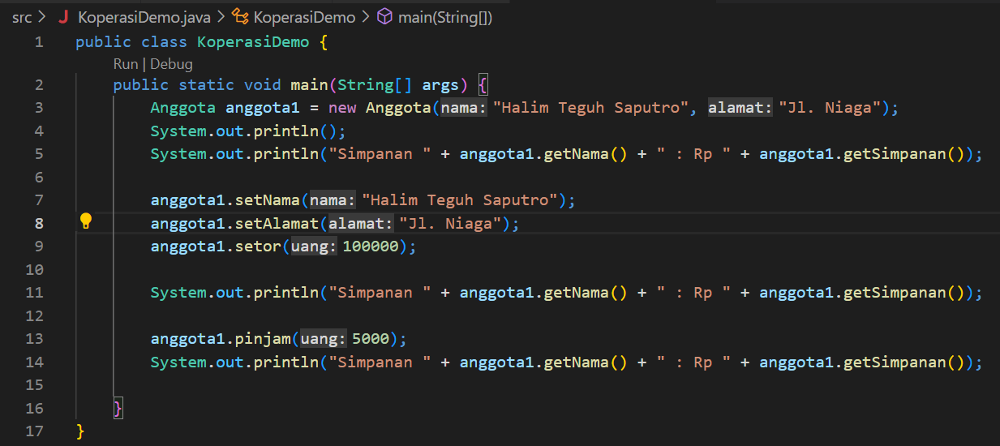 src > KoperasiDemo.java > KoperasiDemo > main(String[])
1 public class KoperasiDemo {
Run | Debug
2 public static void main(String[] args) {
3 Anggota anggota1 = new Anggota(nama: "Halim Teguh Saputro", alamat: "Jl. Niaga");
4 System.out.println();
5 System.out.println("Simpanan " + anggota1.getNama() + " : Rp " + anggota1.getSimpanan());
6
7 anggota1.setNama(nama: "Halim Teguh Saputro");
8 anggota1.setAlamat(alamat: "Jl. Niaga");
9 anggota1.setor(uang: 100000);
10
11 System.out.println("Simpanan " + anggota1.getNama() + " : Rp " + anggota1.getSimpanan());
12
13 anggota1.pinjam(uang: 5000);
14 System.out.println("Simpanan " + anggota1.getNama() + " : Rp " + anggota1.getSimpanan());
15
16 }
17 }